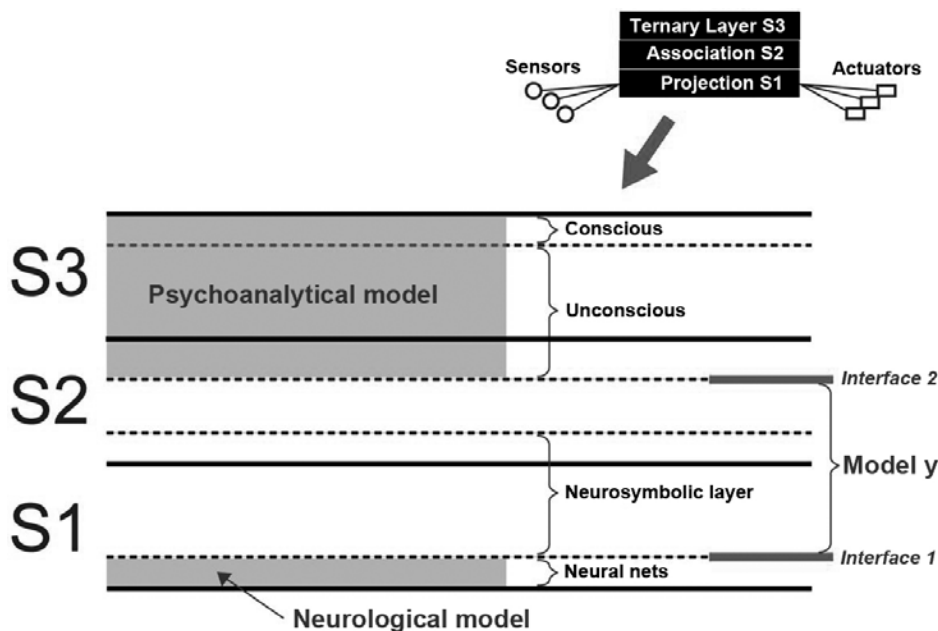 Ternary Layer S3
Association S2
Sensors
Projection S1
Actuators
Conscious
S3
Psychoanalytical model
Unconscious
Interface 2
S2
Model y
Neurosymbolic layer
S1
Interface 1
Neural nets
Neurological model